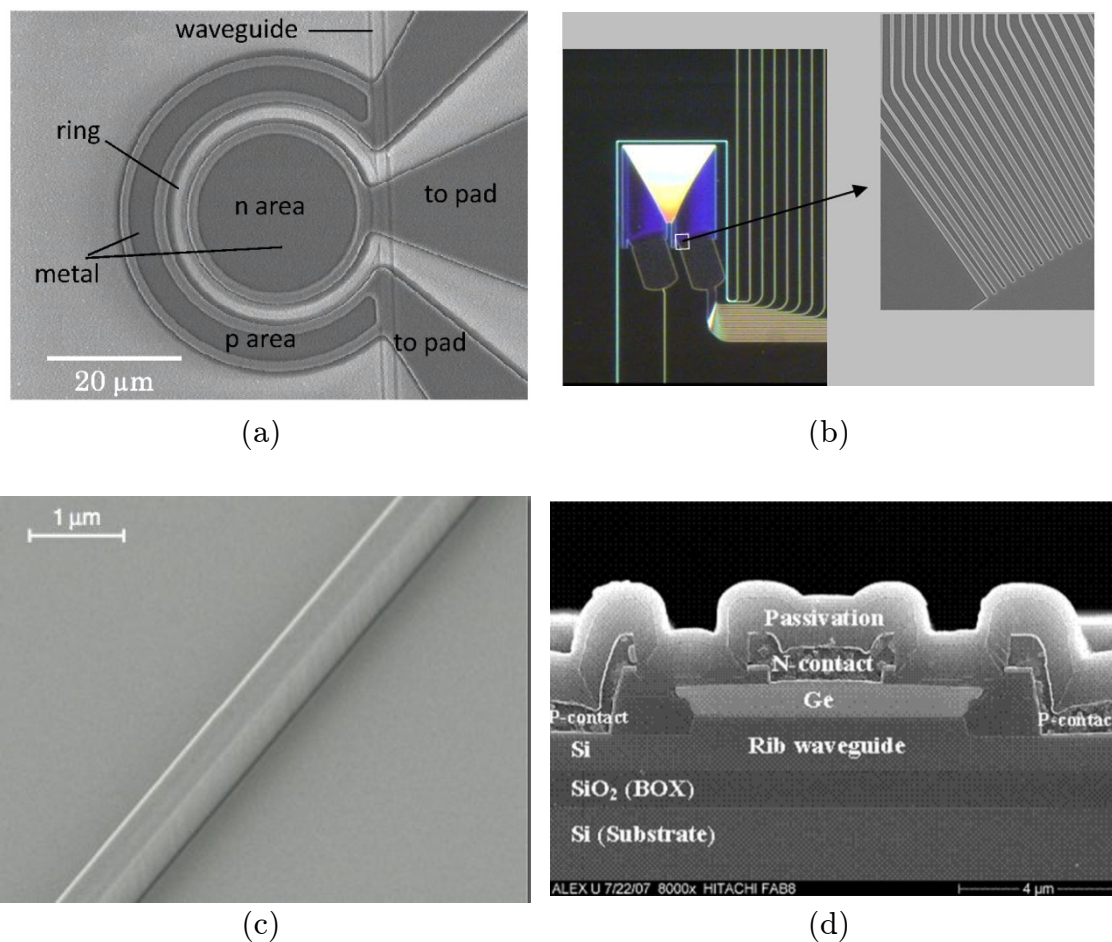 waveguide
ring
n area
to pad
metal
p area
to pad
20 μm
(a)
(b)
1 μm
(c)
Passivation
N-contact
Ge
P-contact
P-contac
Si
Rib waveguide
SiO₂ (BOX)
Si (Substrate)
ALEX U 7/22/07 8000x HITACHI FAB8
4 μm
(d)